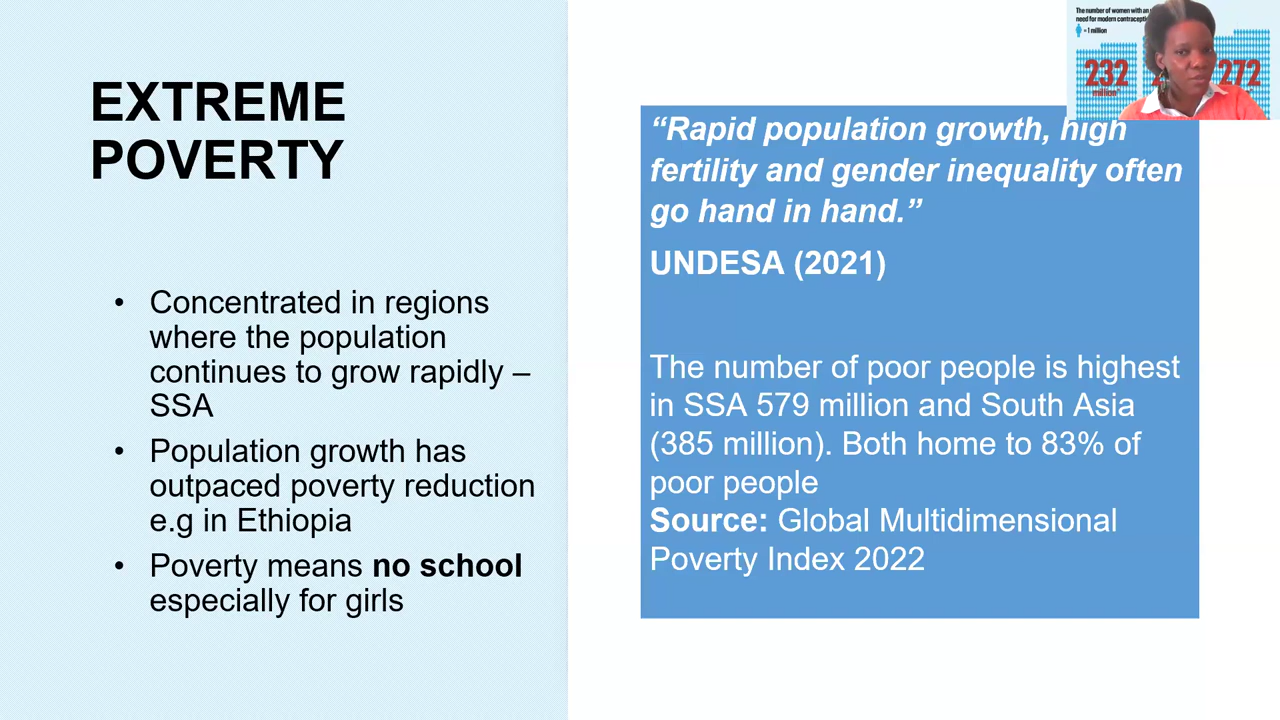 EXTREME
POVERTY
• Concentrated in regions
where the population
continues to grow rapidly –
SSA
• Population growth has
outpaced poverty reduction
e.g in Ethiopia
• Poverty means no school
especially for girls
“Rapid population growth, high
fertility and gender inequality often
go hand in hand.”
UNDESA (2021)
The number of poor people is highest
in SSA 579 million and South Asia
(385 million). Both home to 83% of
poor people
Source: Global Multidimensional
Poverty Index 2022
The number of women with an
need for modern
= 1 million
232
million
272